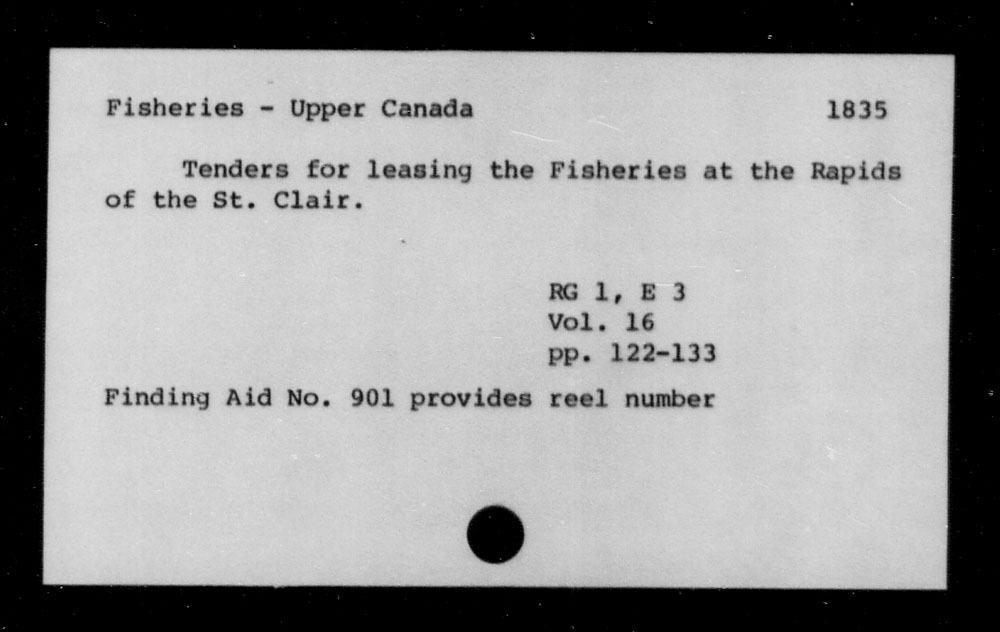 Fisheries - Upper Canada 1835
Tenders for leasing the Fisheries at the Rapids
of the St. Clair.
RG 1, E 3
Vol. 16
pp. 122-133
Finding Aid No. 901 provides reel number